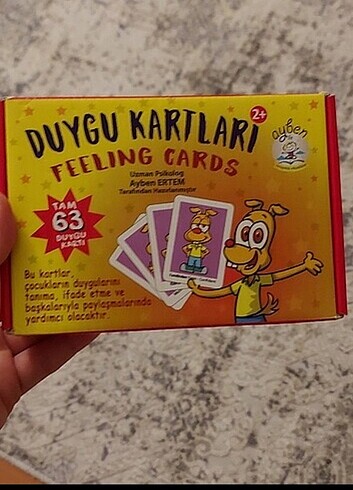 DUYGU KARTLARI
2+
FEELING CARDS
Uzman Psikolog
Ayben ERTEM
Tarafından Hazırlanmıştır
ayben
TAM
63
DUYGU
KARTI
Bu kartlar,
çocukların duygularını
tanıma, ifade etme ve
başkalarıyla paylaşmalarında
yardımcı olacaktır.